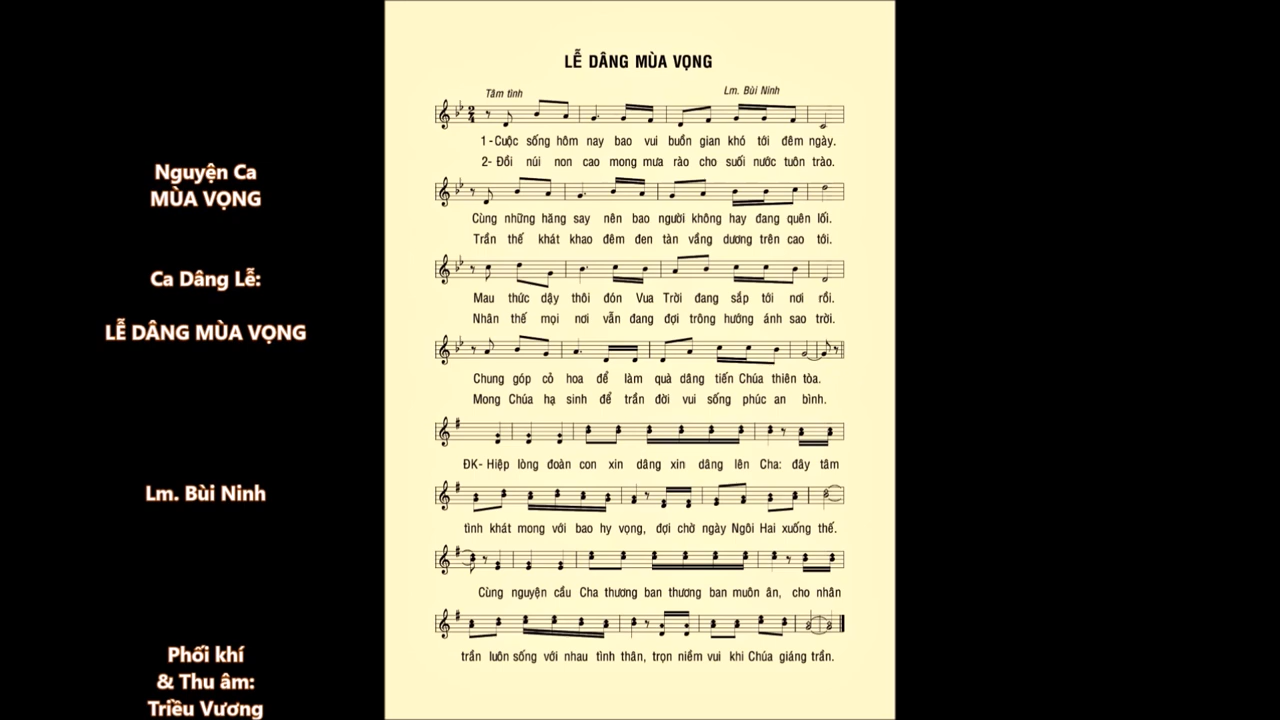 Nguyện Ca
MÙA VỌNG
Ca Dâng Lễ:
LỄ DÂNG MÙA VỌNG
Lm. Bùi Ninh
Phối khí
& Thu âm:
Triều Vương
LỄ DÂNG MÙA VỌNG
Tâm tình
Lm. Bùi Ninh
1 -Cuộc sống hôm nay bao vui buồn gian khó tới đêm ngày.
2- Đồi núi non cao mong mưa rào cho suối nước tuôn trào.
Cùng những hăng say nên bao người không hay đang quên lối.
Trần thế khát khao đêm đen tàn vầng dương trên cao tới.
Mau thức dậy thôi đón Vua Trời đang sắp tới nơi rồi.
Nhân thế mọi nơi vẫn đang đợi trông hướng ánh sao trời.
Chung góp cỏ hoa để làm quà dâng tiến Chúa thiên tòa.
Mong Chúa hạ sinh để trần đời vui sống phúc an bình.
ĐK- Hiệp lòng đoàn con xin dâng xin dâng lên Cha: đây tâm
tình khát mong với bao hy vọng, đợi chờ ngày Ngôi Hai xuống thế.
Cùng nguyện cầu Cha thương ban thương ban muôn ân, cho nhân
trần luôn sống với nhau tình thân, trọn niềm vui khi Chúa giáng trần.